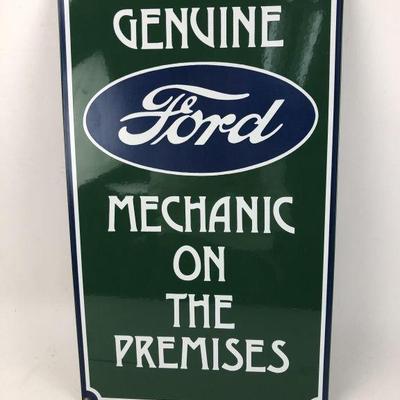 GENUINE
Ford
MECHANIC
ON
THE
PREMISES